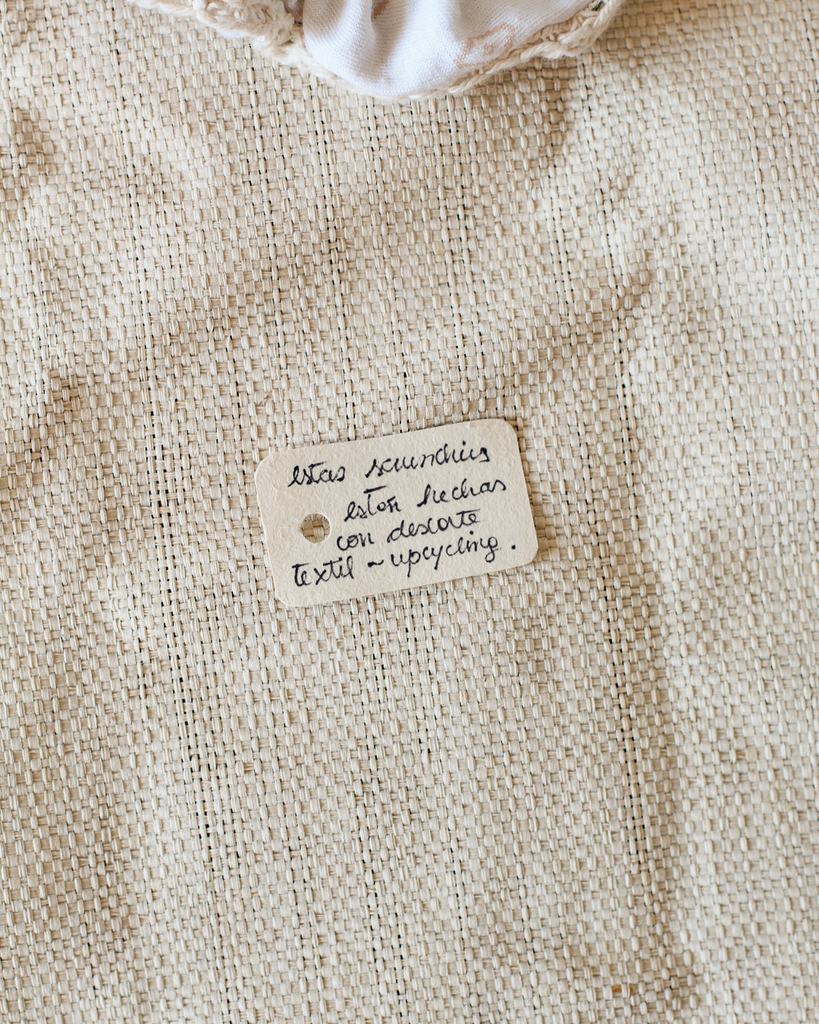 estas scrunchies
están hechas
con descarte
textil ~ upcycling.